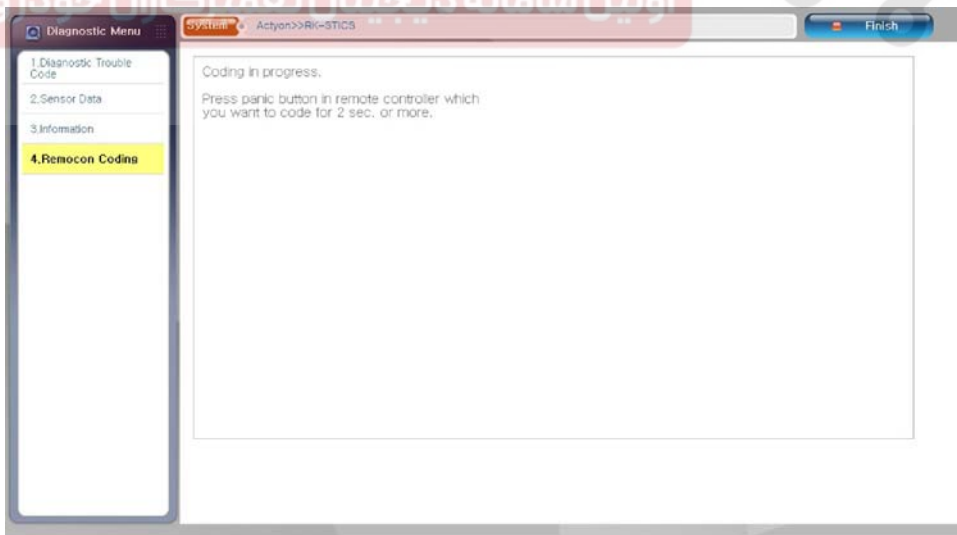 Diagnostic Menu
System
Actyon>>RK-STICS
Finish
1.Diagnostic Trouble
Code
2.Sensor Data
3.Information
4.Remocon Coding
Coding in progress.
Press panic button in remote controller which
you want to code for 2 sec. or more.